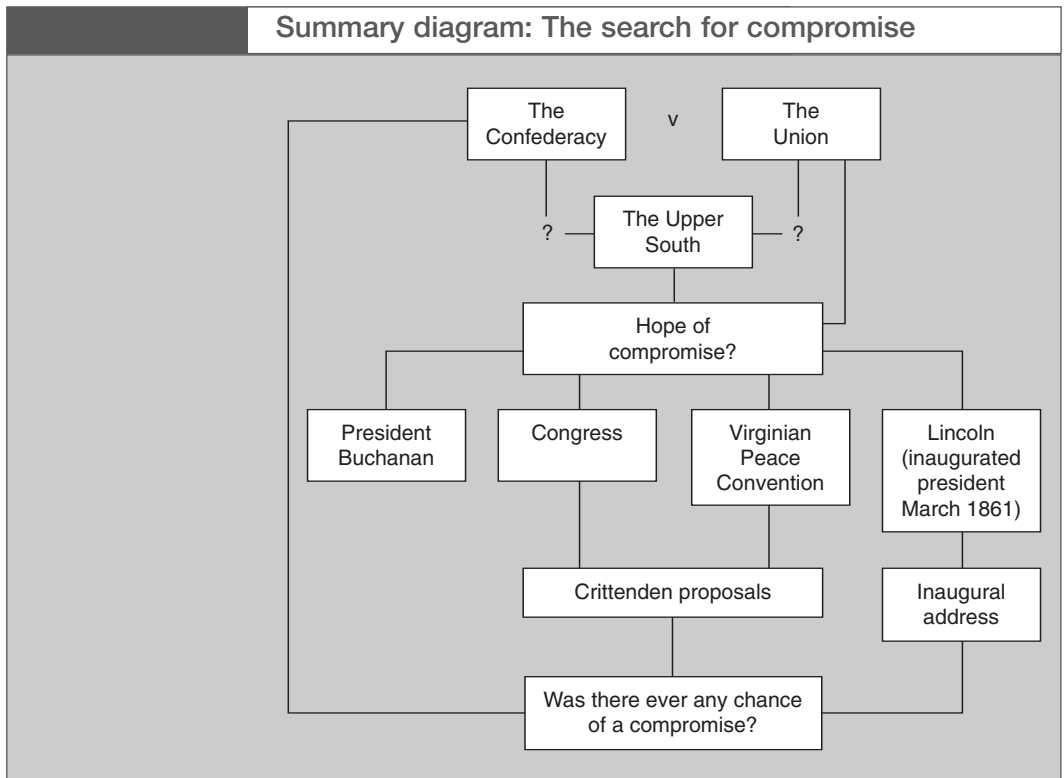 Summary diagram: The search for compromise
The
Confederacy
v
The
Union
?
The Upper
South
?
Hope of
compromise?
President
Buchanan
Congress
Virginian
Peace
Convention
Lincoln
(inaugurated
president
March 1861)
Crittenden proposals
Inaugural
address
Was there ever any chance
of a compromise?